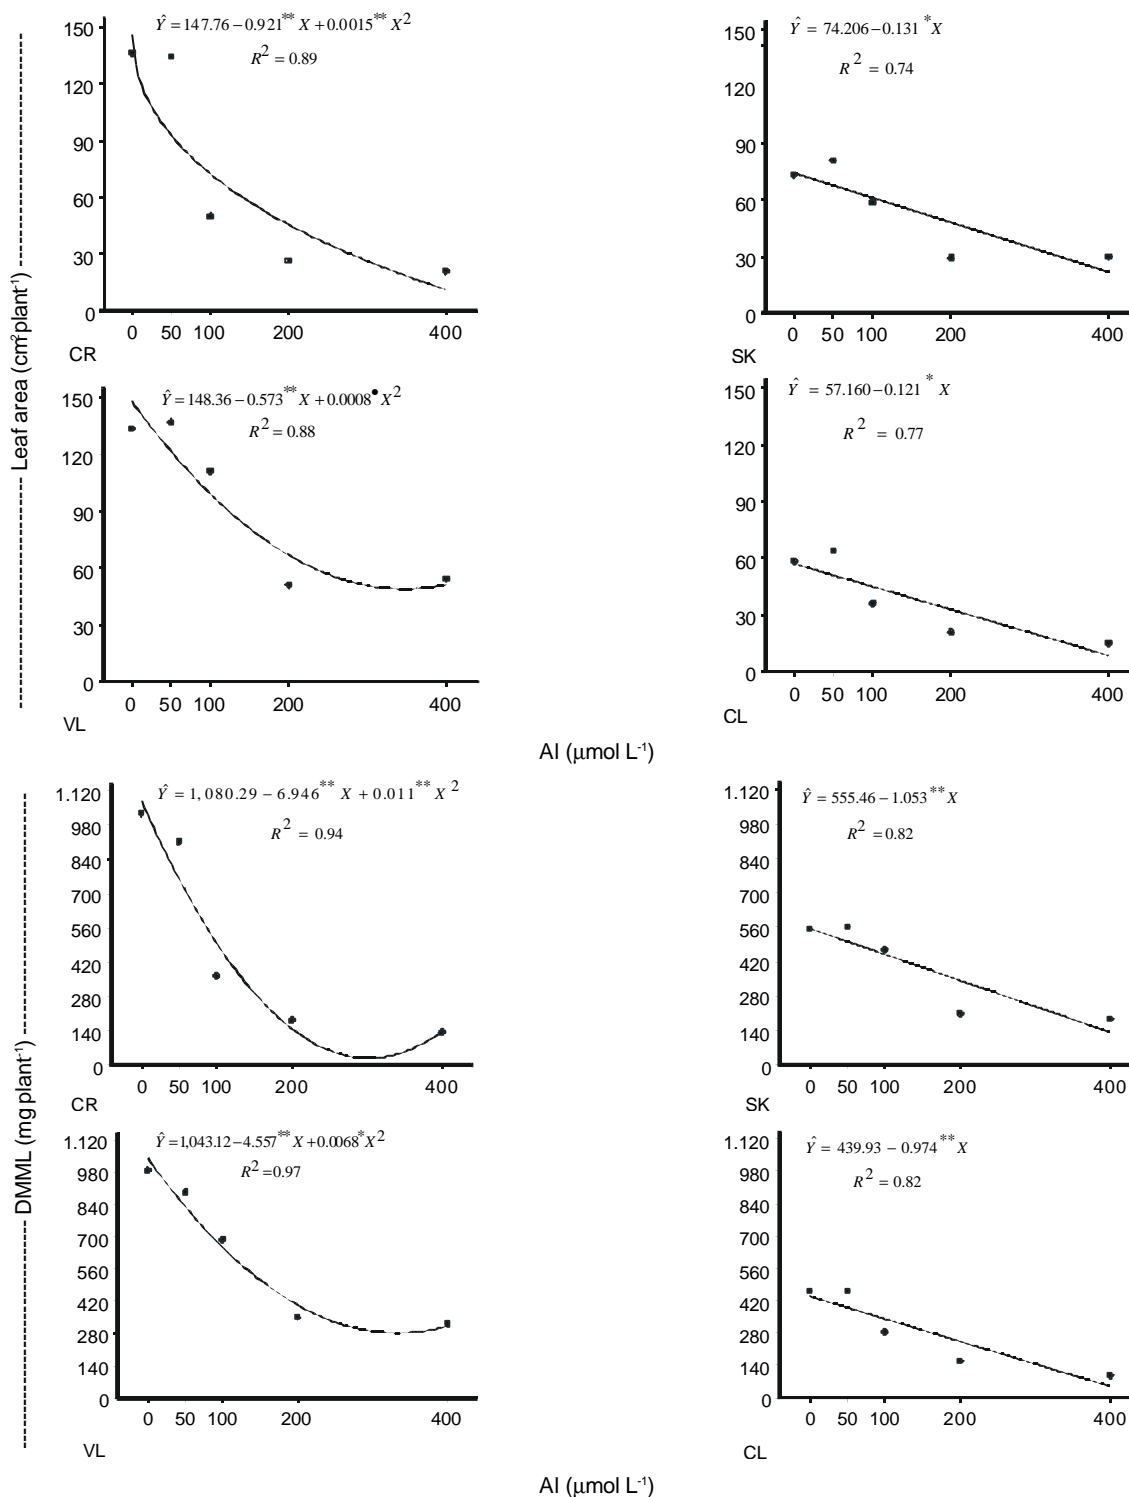 Leaf area (cm² plant⁻¹)
Ŷ = 147.76 − 0.921** X + 0.0015** X²
R² = 0.89
150
120
90
60
30
0
0 50 100 200 400
CR
Ŷ = 74.206 − 0.131 * X
R² = 0.74
150
120
90
60
30
0
0 50 100 200 400
SK
Ŷ = 148.36 − 0.573** X + 0.0008• X²
R² = 0.88
150
120
90
60
30
0
0 50 100 200 400
VL
Ŷ = 57.160 − 0.121 * X
R² = 0.77
150
120
90
60
30
0
0 50 100 200 400
CL
Al (μmol L⁻¹)
DMML (mg plant⁻¹)
Ŷ = 1,080.29 − 6.946** X + 0.011** X²
R² = 0.94
1.120
980
840
700
560
420
280
140
0
0 50 100 200 400
CR
Ŷ = 555.46 − 1.053** X
R² = 0.82
1.120
980
840
700
560
420
280
140
0
0 50 100 200 400
SK
Ŷ = 1,043.12 − 4.557** X + 0.0068* X²
R² = 0.97
1.120
980
840
700
560
420
280
140
0
0 50 100 200 400
VL
Ŷ = 439.93 − 0.974** X
R² = 0.82
1.120
980
840
700
560
420
280
140
0
0 50 100 200 400
CL
Al (μmol L⁻¹)